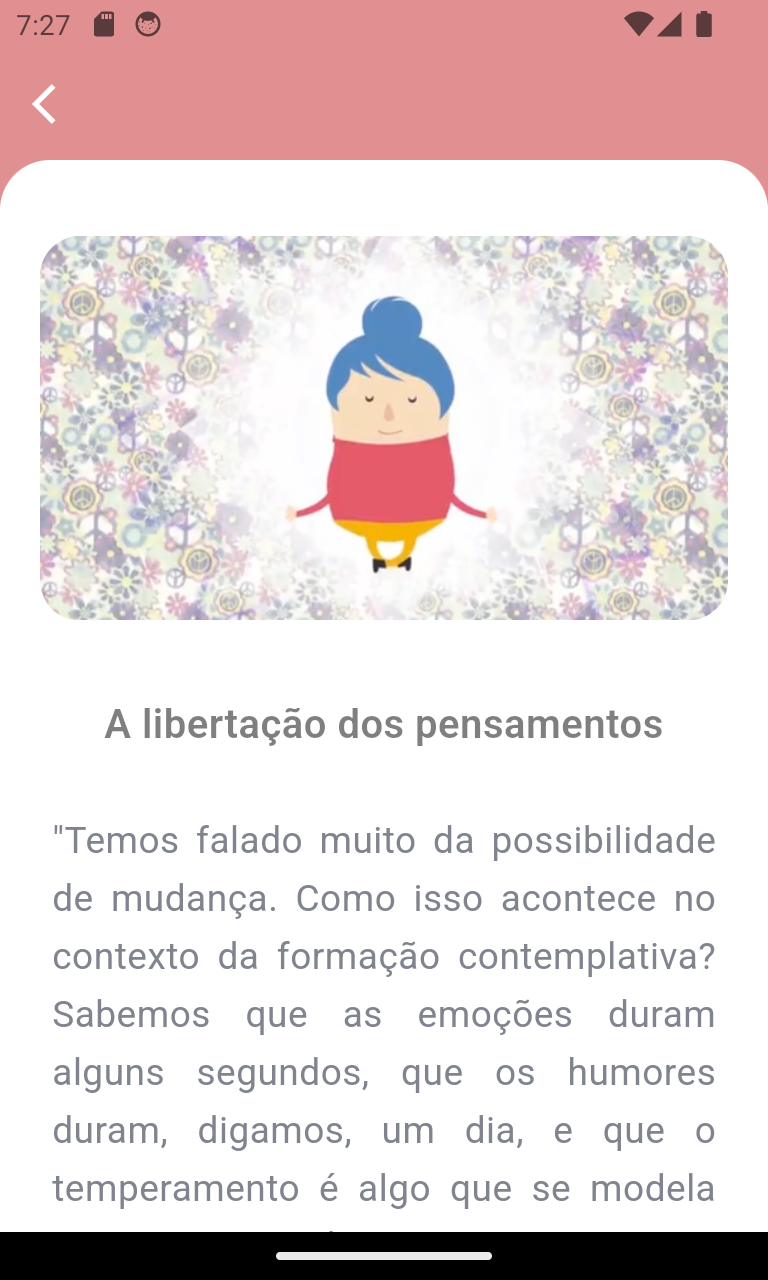 7:27
A libertação dos pensamentos
"Temos falado muito da possibilidade
de mudança. Como isso acontece no
contexto da formação contemplativa?
Sabemos que as emoções duram
alguns segundos, que os humores
duram, digamos, um dia, e que o
temperamento é algo que se modela